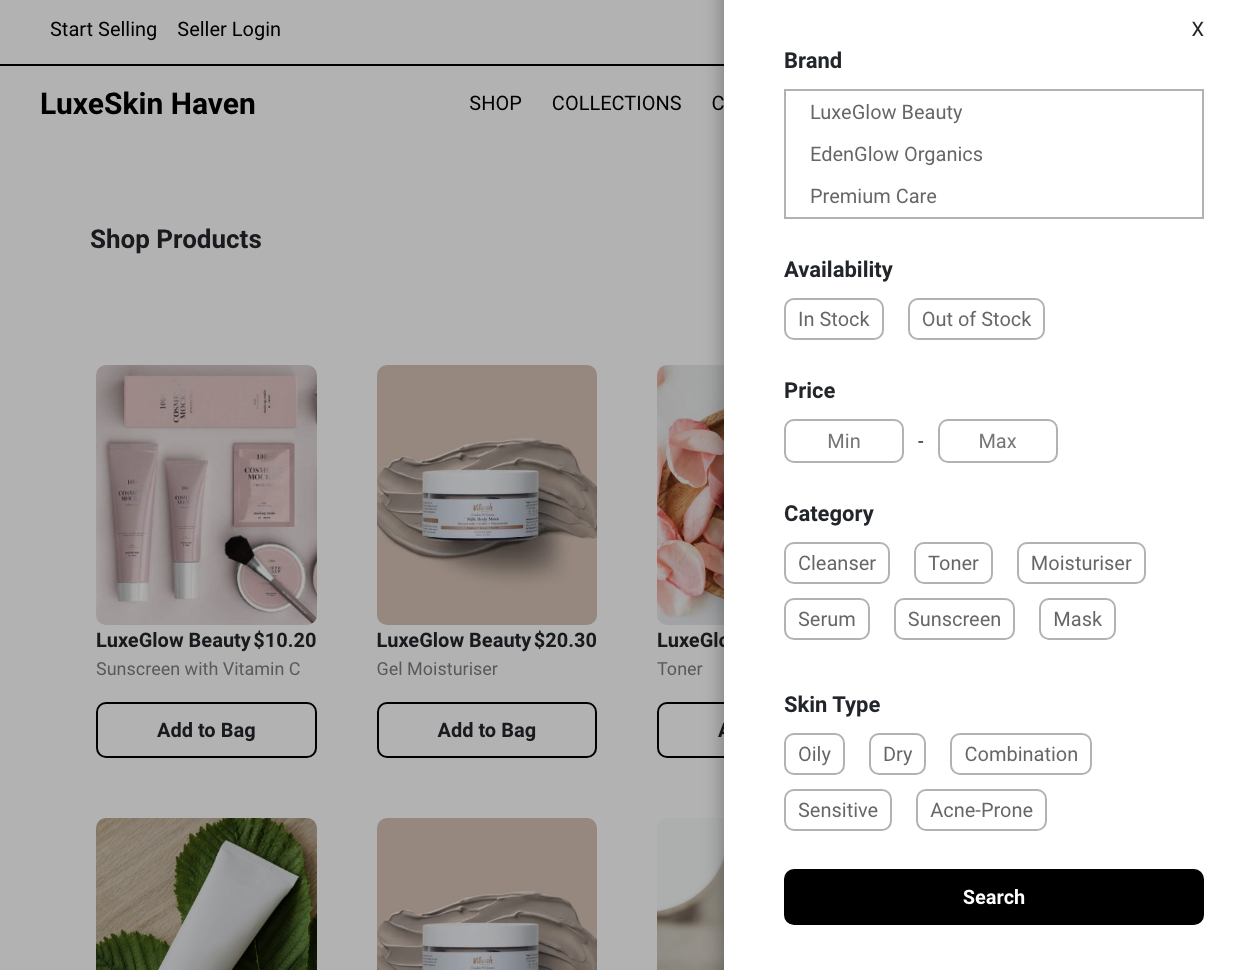 Start Selling Seller Login
LuxeSkin Haven
SHOP COLLECTIONS C
Shop Products
COSME
MOCK
LuxeGlow Beauty $10.20
Sunscreen with Vitamin C
Add to Bag
LuxeGlow Beauty $20.30
Gel Moisturiser
Add to Bag
LuxeGlo
Toner
X
Brand
LuxeGlow Beauty
EdenGlow Organics
Premium Care
Availability
In Stock Out of Stock
Price
Min - Max
Category
Cleanser Toner Moisturiser
Serum Sunscreen Mask
Skin Type
Oily Dry Combination
Sensitive Acne-Prone
Search